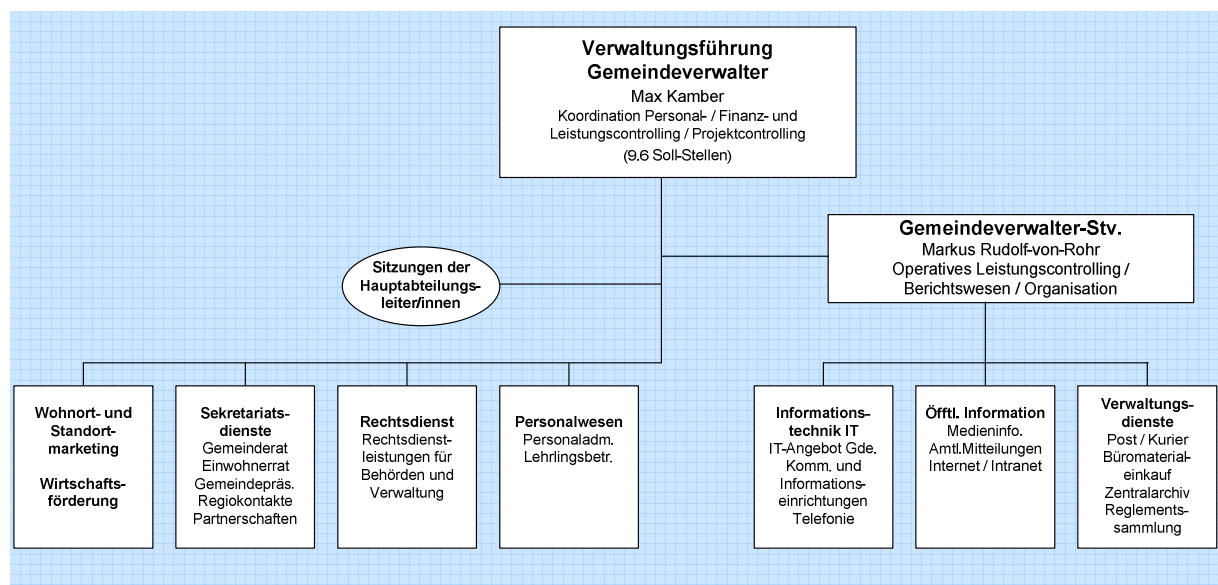 Verwaltungsführung
Gemeindeverwalter
Max Kamber
Koordination Personal- / Finanz- und
Leistungscontrolling / Projektcontrolling
(9.6 Soll-Stellen)
Gemeindeverwalter-Stv.
Markus Rudolf-von-Rohr
Operatives Leistungscontrolling /
Berichtswesen / Organisation
Sitzungen der
Hauptabteilungs-
leiter/innen
Wohnort- und
Standort-
marketing
Wirtschafts-
förderung
Sekretariats-
dienste
Gemeinderat
Einwohnerrat
Gemeindepräs.
Regiokontakte
Partnerschaften
Rechtsdienst
Rechtsdienst-
leistungen für
Behörden und
Verwaltung
Personalwesen
Personaladm.
Lehrlingsbetr.
Informations-
technik IT
IT-Angebot Gde.
Komm. und
Informations-
einrichtungen
Telefonie
Öfftl. Information
Medieninfo.
Amtl.Mitteilungen
Internet / Intranet
Verwaltungs-
dienste
Post / Kurier
Büromaterial-
einkauf
Zentralarchiv
Reglements-
sammlung